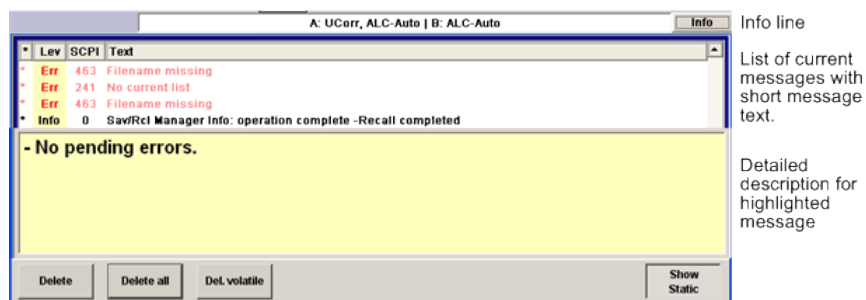 A: UCorr, ALC-Auto | B: ALC-Auto
Info
Info line
* Lev SCPI Text
* Err 463 Filename missing
* Err 241 No current list
* Err 463 Filename missing
* Info 0 Sav/Rcl Manager Info: operation complete -Recall completed
List of current
messages with
short message
text.
- No pending errors.
Detailed
description for
highlighted
message
Delete
Delete all
Del. volatile
Show
Static